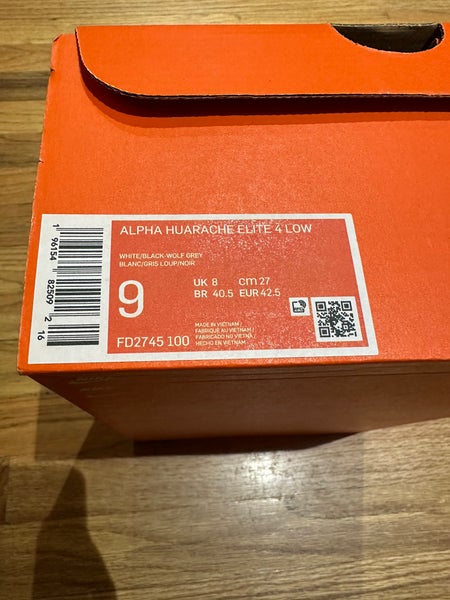 ALPHA HUARACHE ELITE 4 LOW
WHITE/BLACK-WOLF GREY
BLANC/GRIS LOUP/NOIR
9
UK 8 cm 27
BR 40.5 EUR 42.5
MADE IN VIETNAM /
FABRIQUÉ AU VIETNAM /
FABRICADO NO VIETNÃ /
HECHO EN VIETNAM
FD2745 100
1 96154 82509 2 16